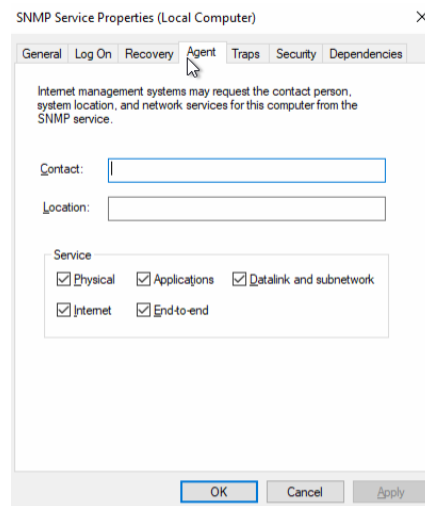 SNMP Service Properties (Local Computer)
General Log On Recovery Agent Traps Security Dependencies
Internet management systems may request the contact person,
system location, and network services for this computer from the
SNMP service.
Contact:
Location:
Service
Physical Applications Datalink and subnetwork
Internet End-to-end
OK Cancel Apply